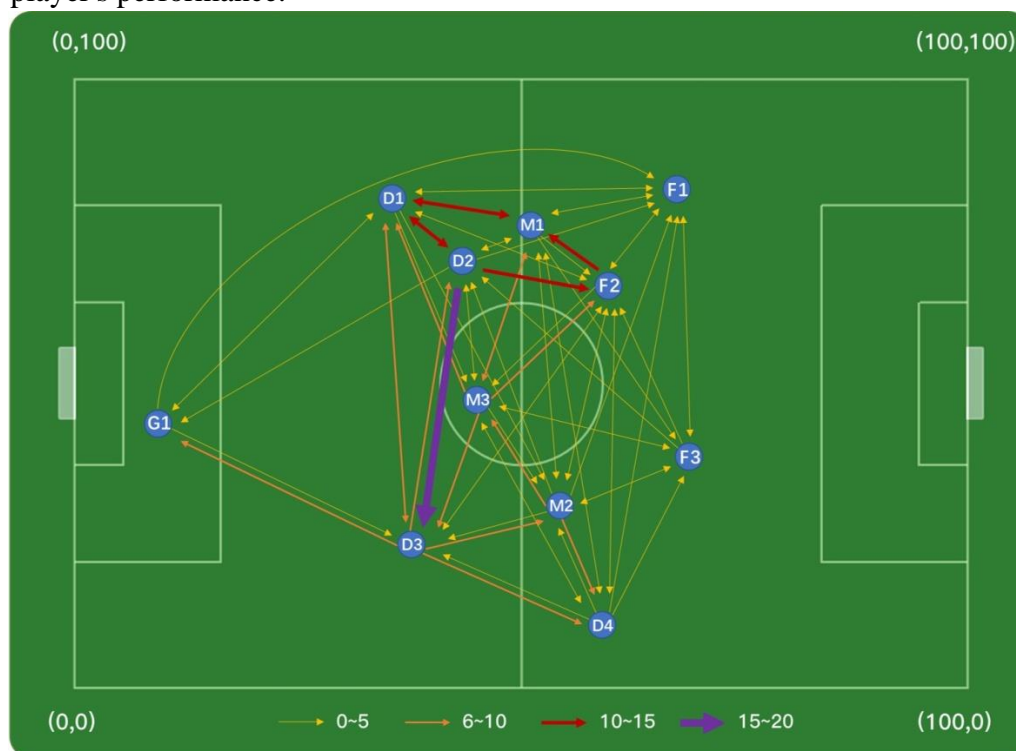 player's performance.
(0,100) (100,100)
F1
D1
M1
D2
F2
M3
G1
F3
M2
D3
D4
(0,0) 0~5 6~10 10~15 15~20 (100,0)